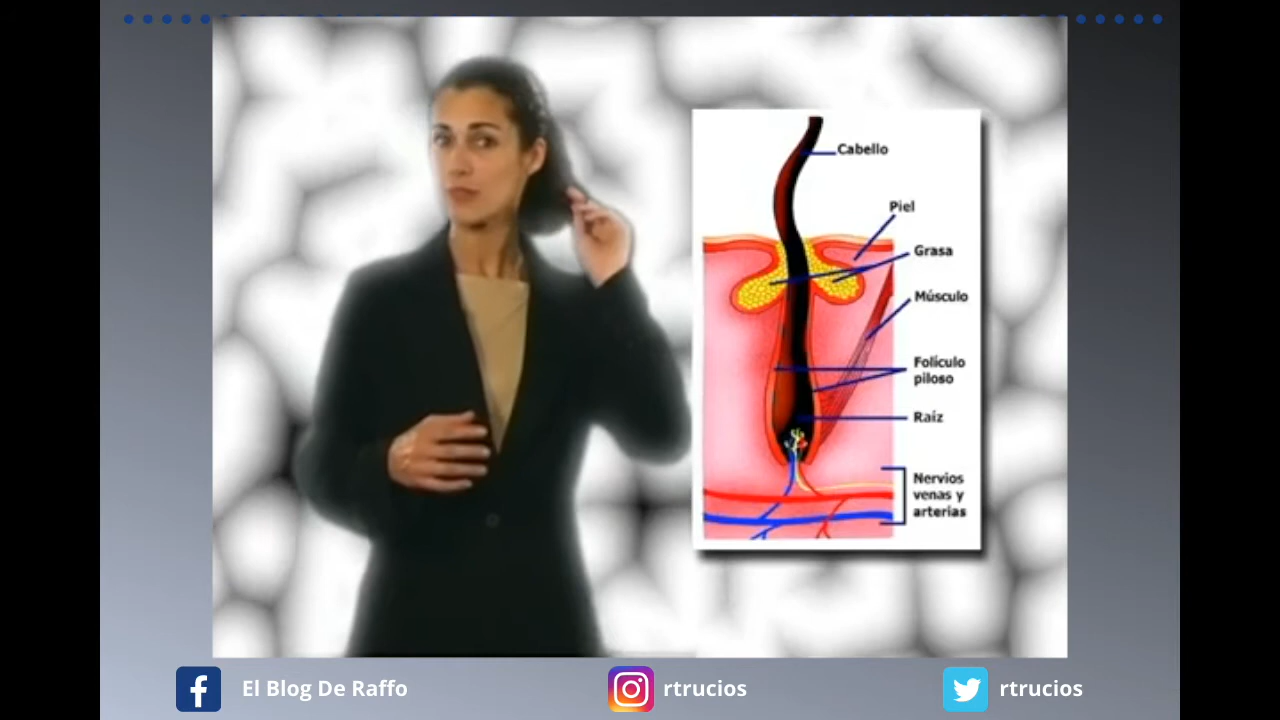 Cabello
Piel
Grasa
Músculo
Folículo
piloso
Raíz
Nervios
venas y
arterias
El Blog De Raffo
rtrucios
rtrucios